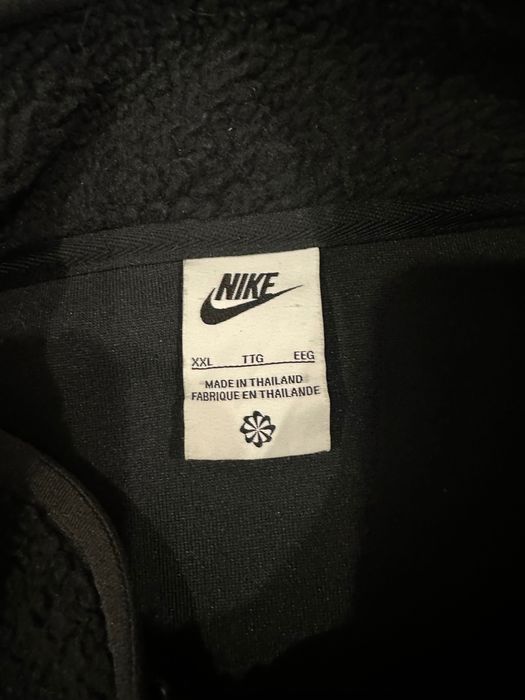 NIKE
XXL TTG EEG
MADE IN THAILAND
FABRIQUE EN THAILANDE